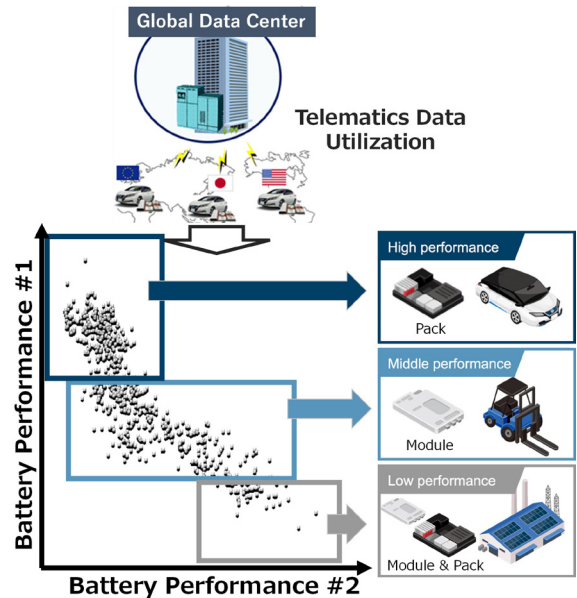 Global Data Center
Telematics Data
Utilization
Battery Performance #1
High performance
Pack
Middle performance
Module
Low performance
Module & Pack
Battery Performance #2